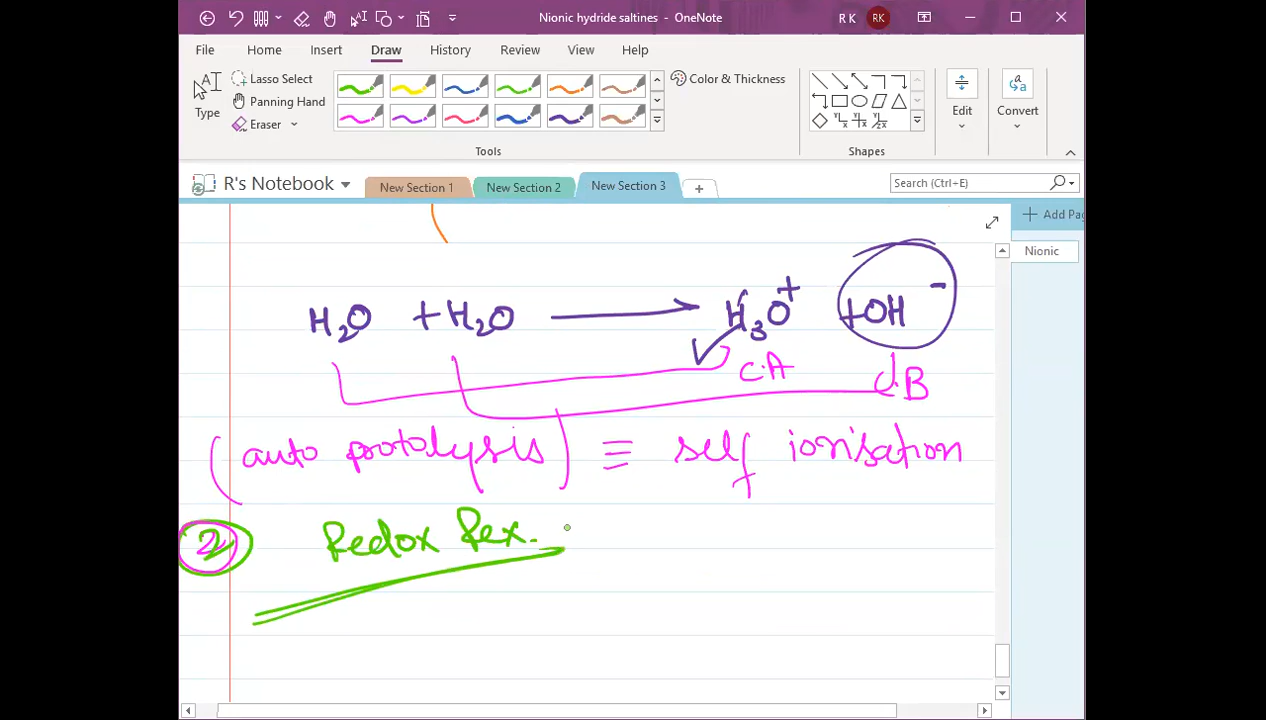 Nionic hydride saltines - OneNote
R K
RK
File Home Insert Draw History Review View Help
Type
Lasso Select
Panning Hand
Eraser
Color & Thickness
Edit
Convert
Tools
Shapes
R's Notebook
New Section 1
New Section 2
New Section 3
Search (Ctrl+E)
Add Pag
Nionic
H2O + H2O → H3O+ + OH-
C.A
C.B
(auto protolysis) ≡ self ionisation
2 Redox Rex.